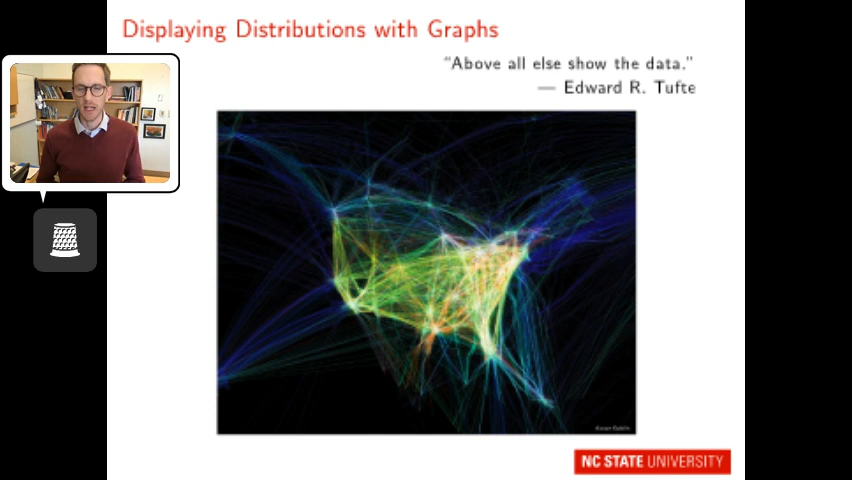 Displaying Distributions with Graphs
“Above all else show the data.”
— Edward R. Tufte
NC STATE UNIVERSITY